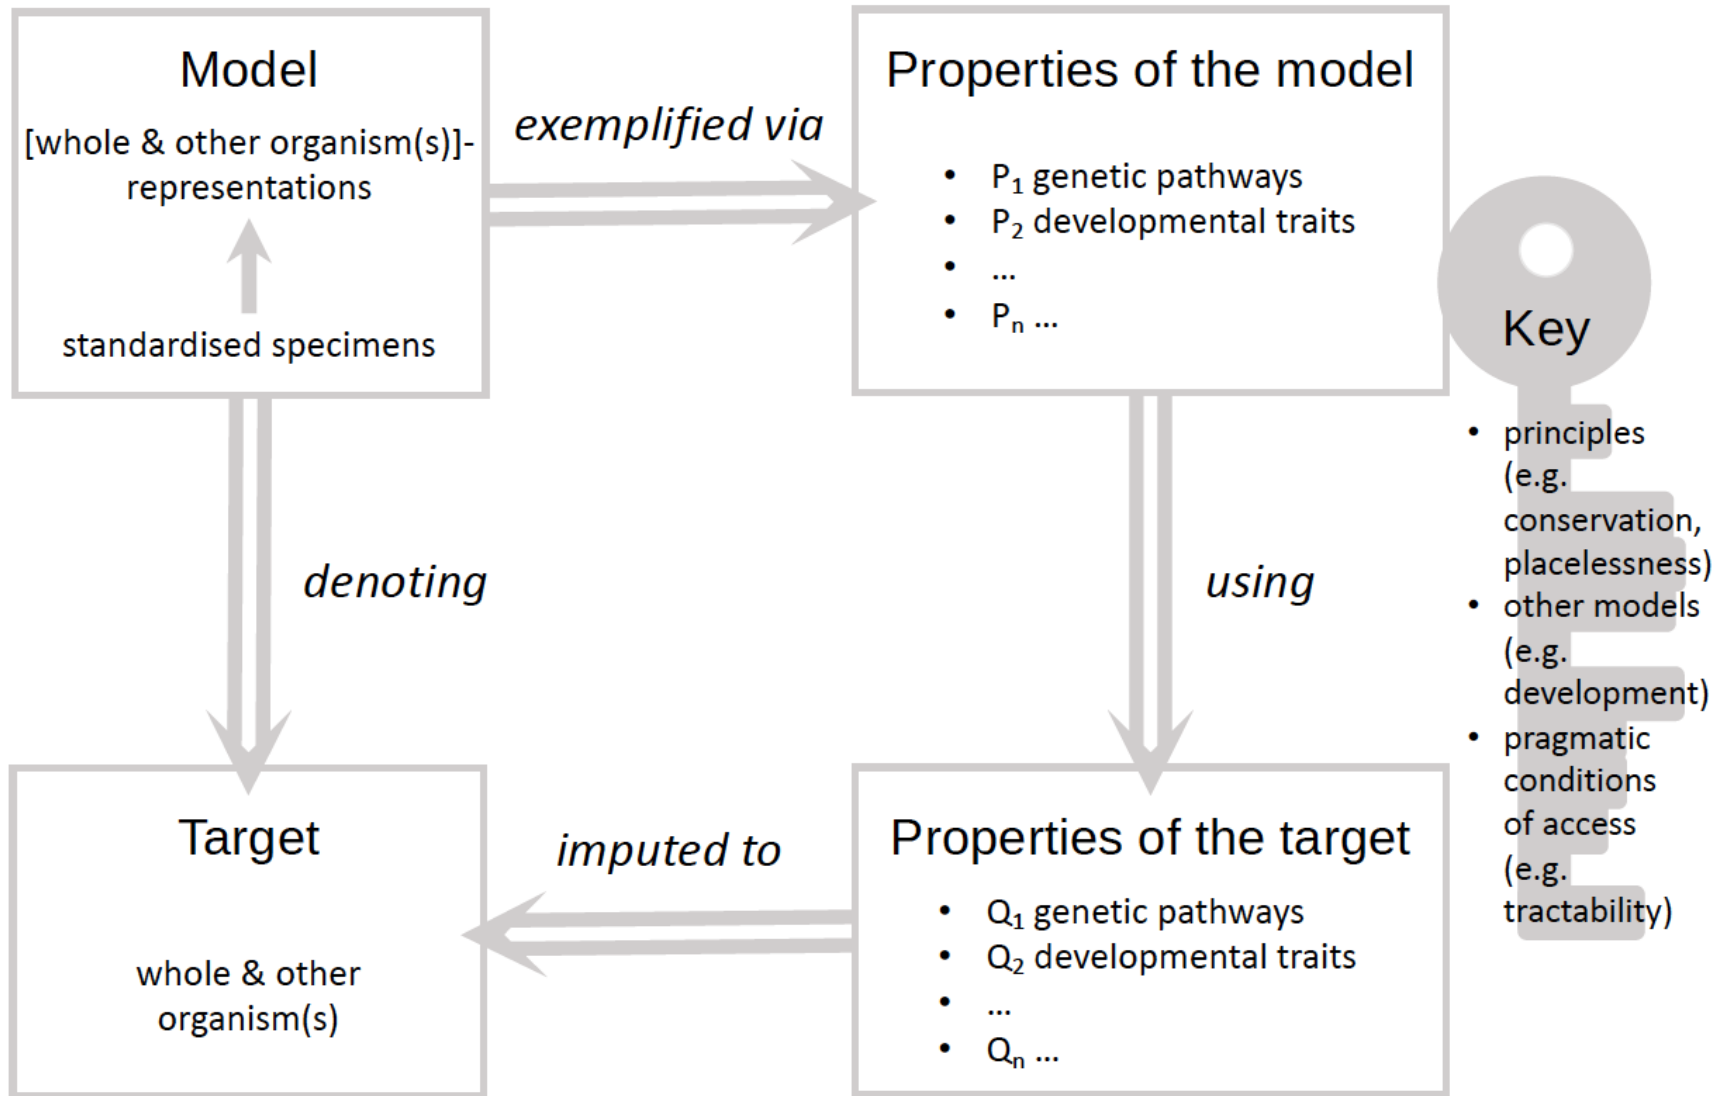 Model
[whole & other organism(s)]-
representations
standardised specimens
exemplified via
Properties of the model
• P₁ genetic pathways
• P₂ developmental traits
• ...
• Pₙ ...
Key
• principles
(e.g.
conservation,
placelessness)
• other models
(e.g.
development)
• pragmatic
conditions
of access
(e.g.
tractability)
denoting
using
Target
whole & other
organism(s)
imputed to
Properties of the target
• Q₁ genetic pathways
• Q₂ developmental traits
• ...
• Qₙ ...